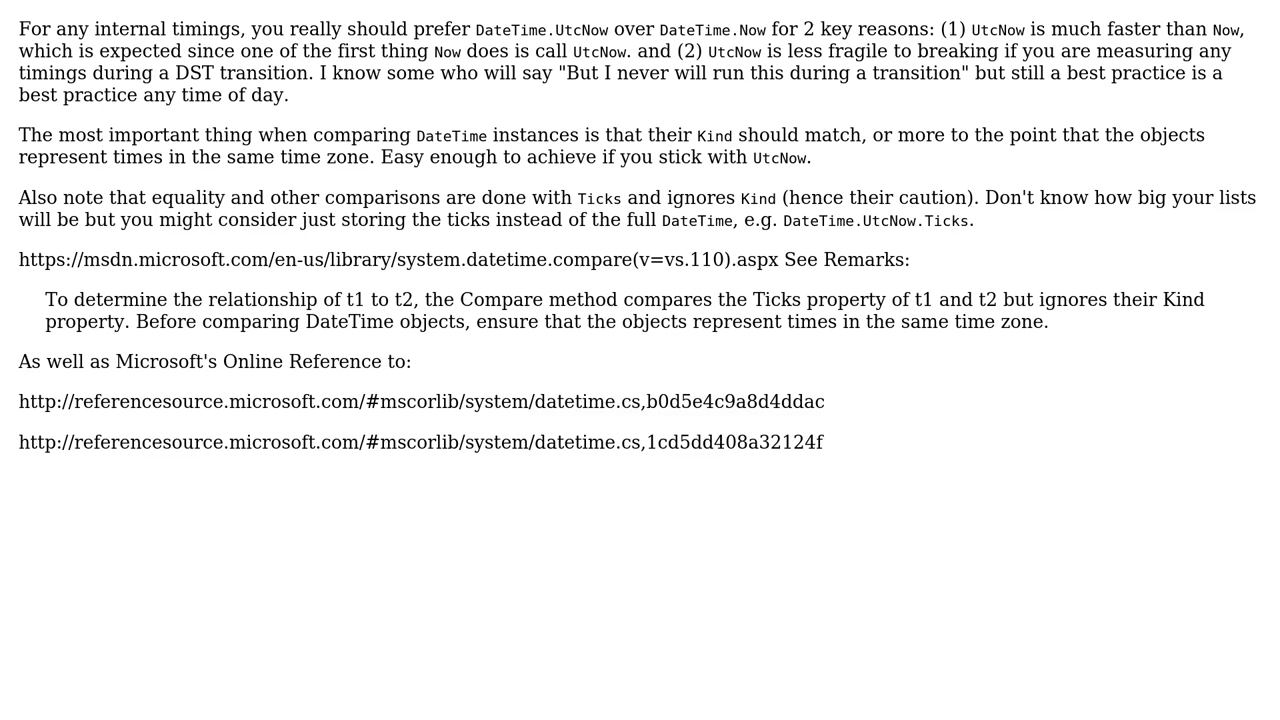 For any internal timings, you really should prefer DateTime.UtcNow over DateTime.Now for 2 key reasons: (1) UtcNow is much faster than Now,
which is expected since one of the first thing Now does is call UtcNow. and (2) UtcNow is less fragile to breaking if you are measuring any
timings during a DST transition. I know some who will say "But I never will run this during a transition" but still a best practice is a
best practice any time of day.
The most important thing when comparing DateTime instances is that their Kind should match, or more to the point that the objects
represent times in the same time zone. Easy enough to achieve if you stick with UtcNow.
Also note that equality and other comparisons are done with Ticks and ignores Kind (hence their caution). Don't know how big your lists
will be but you might consider just storing the ticks instead of the full DateTime, e.g. DateTime.UtcNow.Ticks.
https://msdn.microsoft.com/en-us/library/system.datetime.compare(v=vs.110).aspx See Remarks:
To determine the relationship of t1 to t2, the Compare method compares the Ticks property of t1 and t2 but ignores their Kind
property. Before comparing DateTime objects, ensure that the objects represent times in the same time zone.
As well as Microsoft's Online Reference to:
http://referencesource.microsoft.com/#mscorlib/system/datetime.cs,b0d5e4c9a8d4ddac
http://referencesource.microsoft.com/#mscorlib/system/datetime.cs,1cd5dd408a32124f